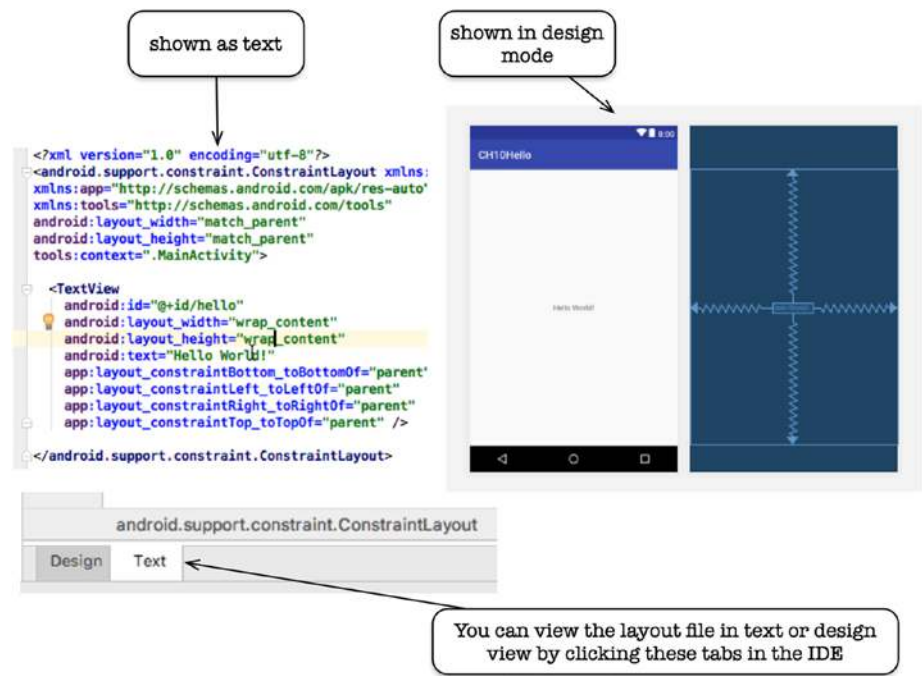 shown as text
shown in design
mode
<?xml version="1.0" encoding="utf-8"?>
<android.support.constraint.ConstraintLayout xmlns:
xmlns:app="http://schemas.android.com/apk/res-auto"
xmlns:tools="http://schemas.android.com/tools"
android:layout_width="match_parent"
android:layout_height="match_parent"
tools:context=".MainActivity">
<TextView
android:id="@+id/hello"
android:layout_width="wrap_content"
android:layout_height="wrap_content"
android:text="Hello World!"
app:layout_constraintBottom_toBottomOf="parent"
app:layout_constraintLeft_toLeftOf="parent"
app:layout_constraintRight_toRightOf="parent"
app:layout_constraintTop_toTopOf="parent" />
</android.support.constraint.ConstraintLayout>
8:00
CH10Hello
Hello World!
android.support.constraint.ConstraintLayout
Design Text
You can view the layout file in text or design
view by clicking these tabs in the IDE